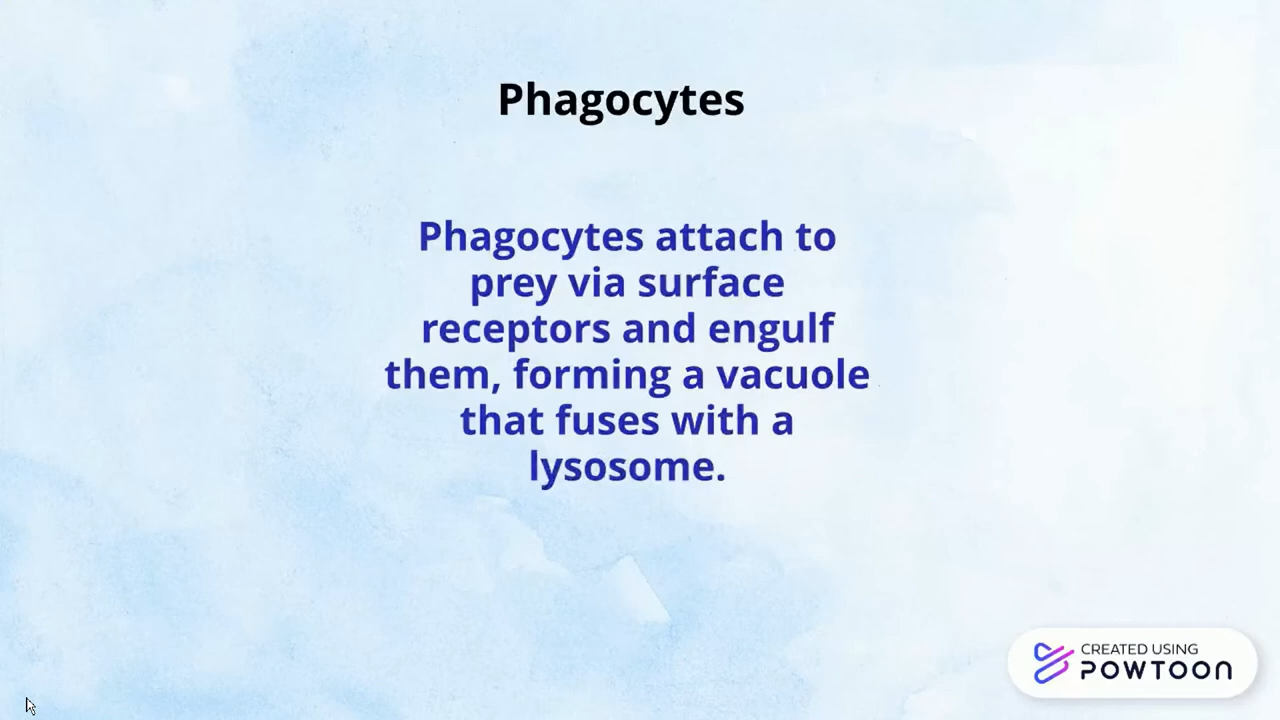 Phagocytes
Phagocytes attach to
prey via surface
receptors and engulf
them, forming a vacuole
that fuses with a
lysosome.
CREATED USING
POWTOON